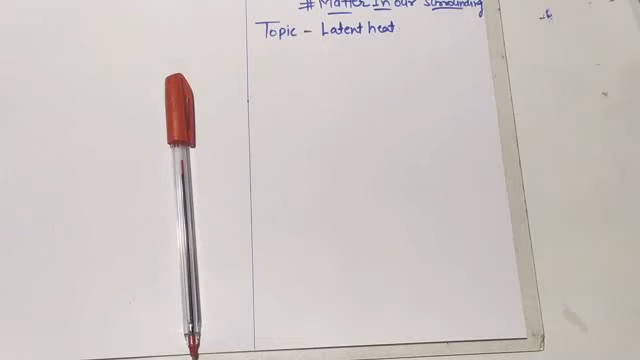 # Matter In our surrounding
Topic - Latent heat